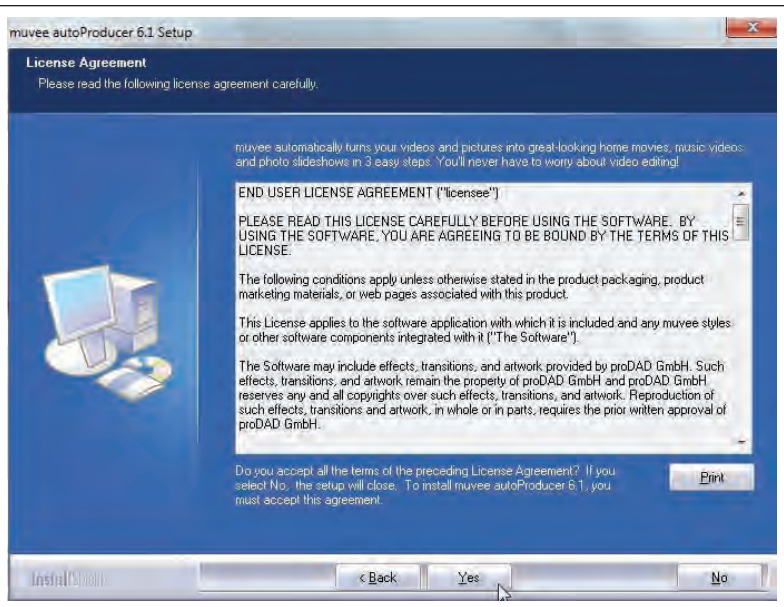 muvee autoProducer 6.1 Setup
License Agreement
Please read the following license agreement carefully.
muvee automatically turns your videos and pictures into great-looking home movies, music videos
and photo slideshows in 3 easy steps. You'll never have to worry about video editing!
END USER LICENSE AGREEMENT ("licensee")
PLEASE READ THIS LICENSE CAREFULLY BEFORE USING THE SOFTWARE. BY
USING THE SOFTWARE, YOU ARE AGREEING TO BE BOUND BY THE TERMS OF THIS
LICENSE.
The following conditions apply unless otherwise stated in the product packaging, product
marketing materials, or web pages associated with this product.
This License applies to the software application with which it is included and any muvee styles
or other software components integrated with it ("The Software").
The Software may include effects, transitions, and artwork provided by proDAD GmbH. Such
effects, transitions, and artwork remain the property of proDAD GmbH and proDAD GmbH
reserves any and all copyrights over such effects, transitions, and artwork. Reproduction of
such effects, transitions and artwork, in whole or in parts, requires the prior written approval of
proDAD GmbH.
Do you accept all the terms of the preceding License Agreement? If you
select No, the setup will close. To install muvee autoProducer 6.1, you
must accept this agreement.
Print
InstallShield
< Back
Yes
No